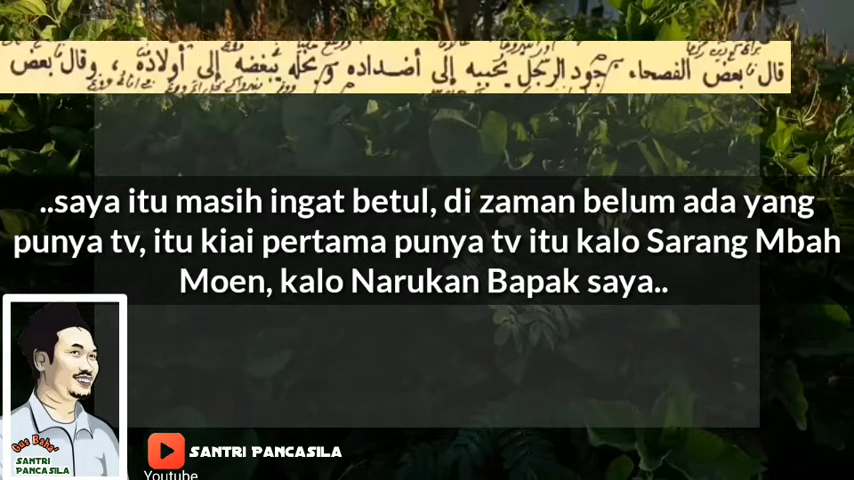 قال بعض الفصحاء جود الرجل يحببه إلى أضداده وبخله يبغضه إلى أولاده ، وقال بعض
..saya itu masih ingat betul, di zaman belum ada yang
punya tv, itu kiai pertama punya tv itu kalo Sarang Mbah
Moen, kalo Narukan Bapak saya..
Gus Baha'
SANTRI
PANCASILA
SANTRI PANCASILA
Youtube